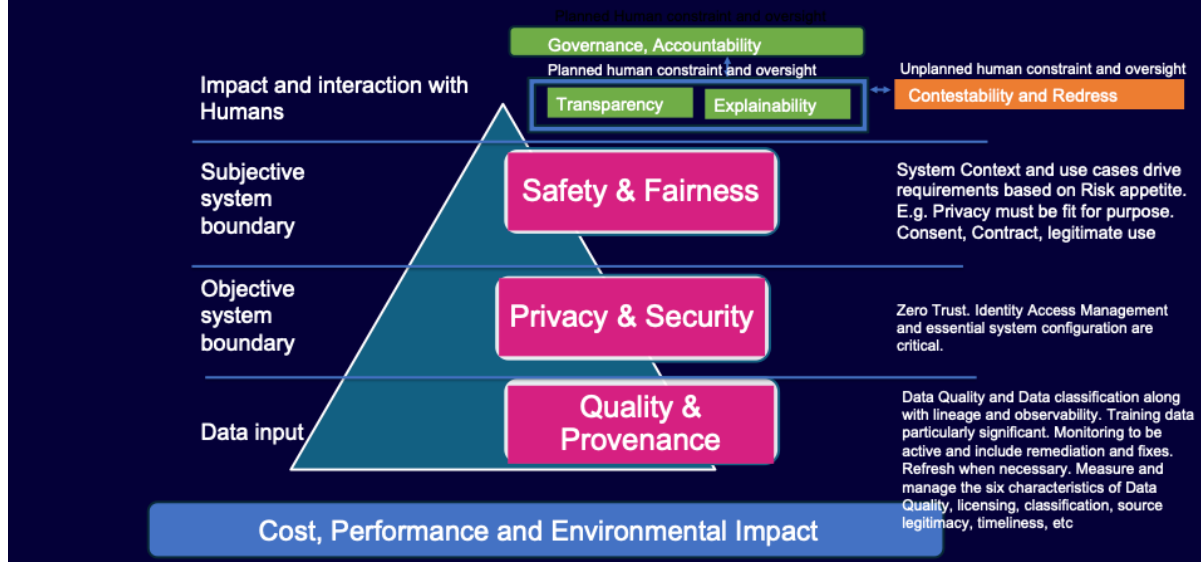 Planned Human constraint and oversight
Governance, Accountability
Planned human constraint and oversight
Transparency
Explainability
Unplanned human constraint and oversight
Contestability and Redress
Impact and interaction with
Humans
Subjective
system
boundary
Safety & Fairness
System Context and use cases drive
requirements based on Risk appetite.
E.g. Privacy must be fit for purpose.
Consent, Contract, legitimate use
Objective
system
boundary
Privacy & Security
Zero Trust. Identity Access Management
and essential system configuration are
critical.
Data input
Quality &
Provenance
Data Quality and Data classification along
with lineage and observability. Training data
particularly significant. Monitoring to be
active and include remediation and fixes.
Refresh when necessary. Measure and
manage the six characteristics of Data
Quality, licensing, classification, source
legitimacy, timeliness, etc
Cost, Performance and Environmental Impact